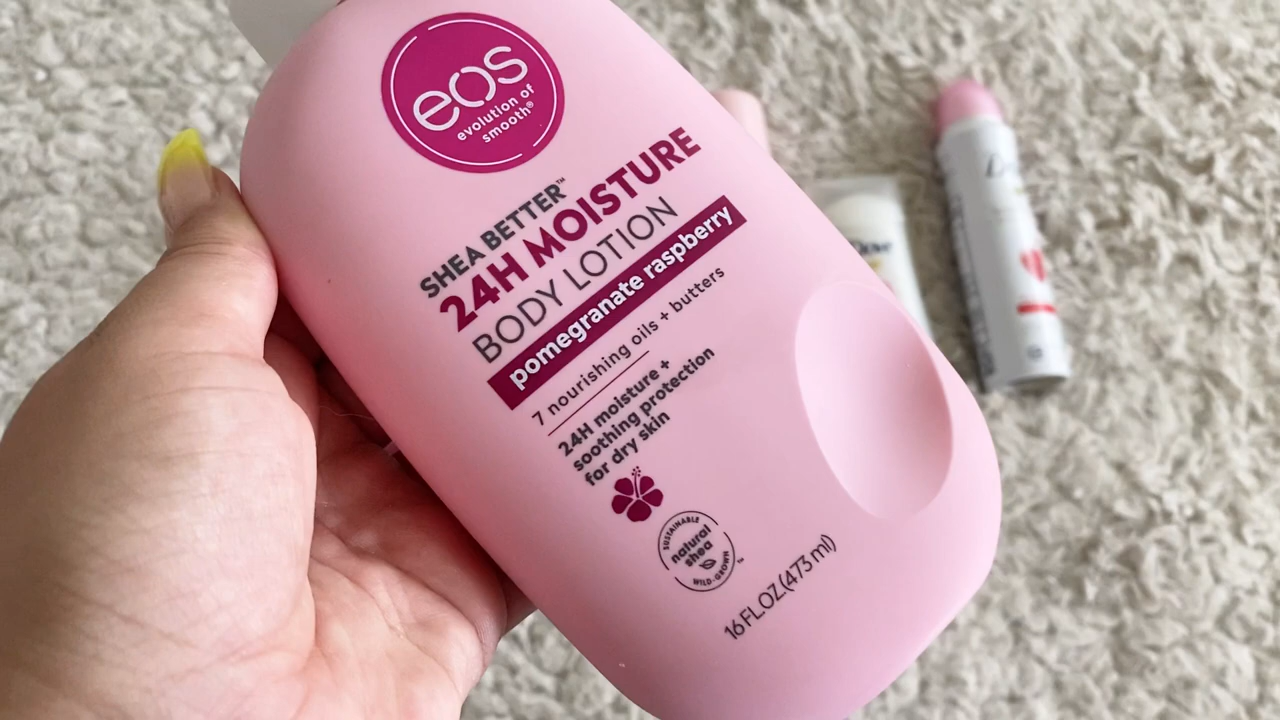 eos
evolution of
smooth®
SHEA BETTER™
24H MOISTURE
BODY LOTION
pomegranate raspberry
7 nourishing oils + butters
24H moisture +
soothing protection
for dry skin
SUSTAINABLE
natural
shea
WILD-GROWN
16 FL OZ (473 ml)